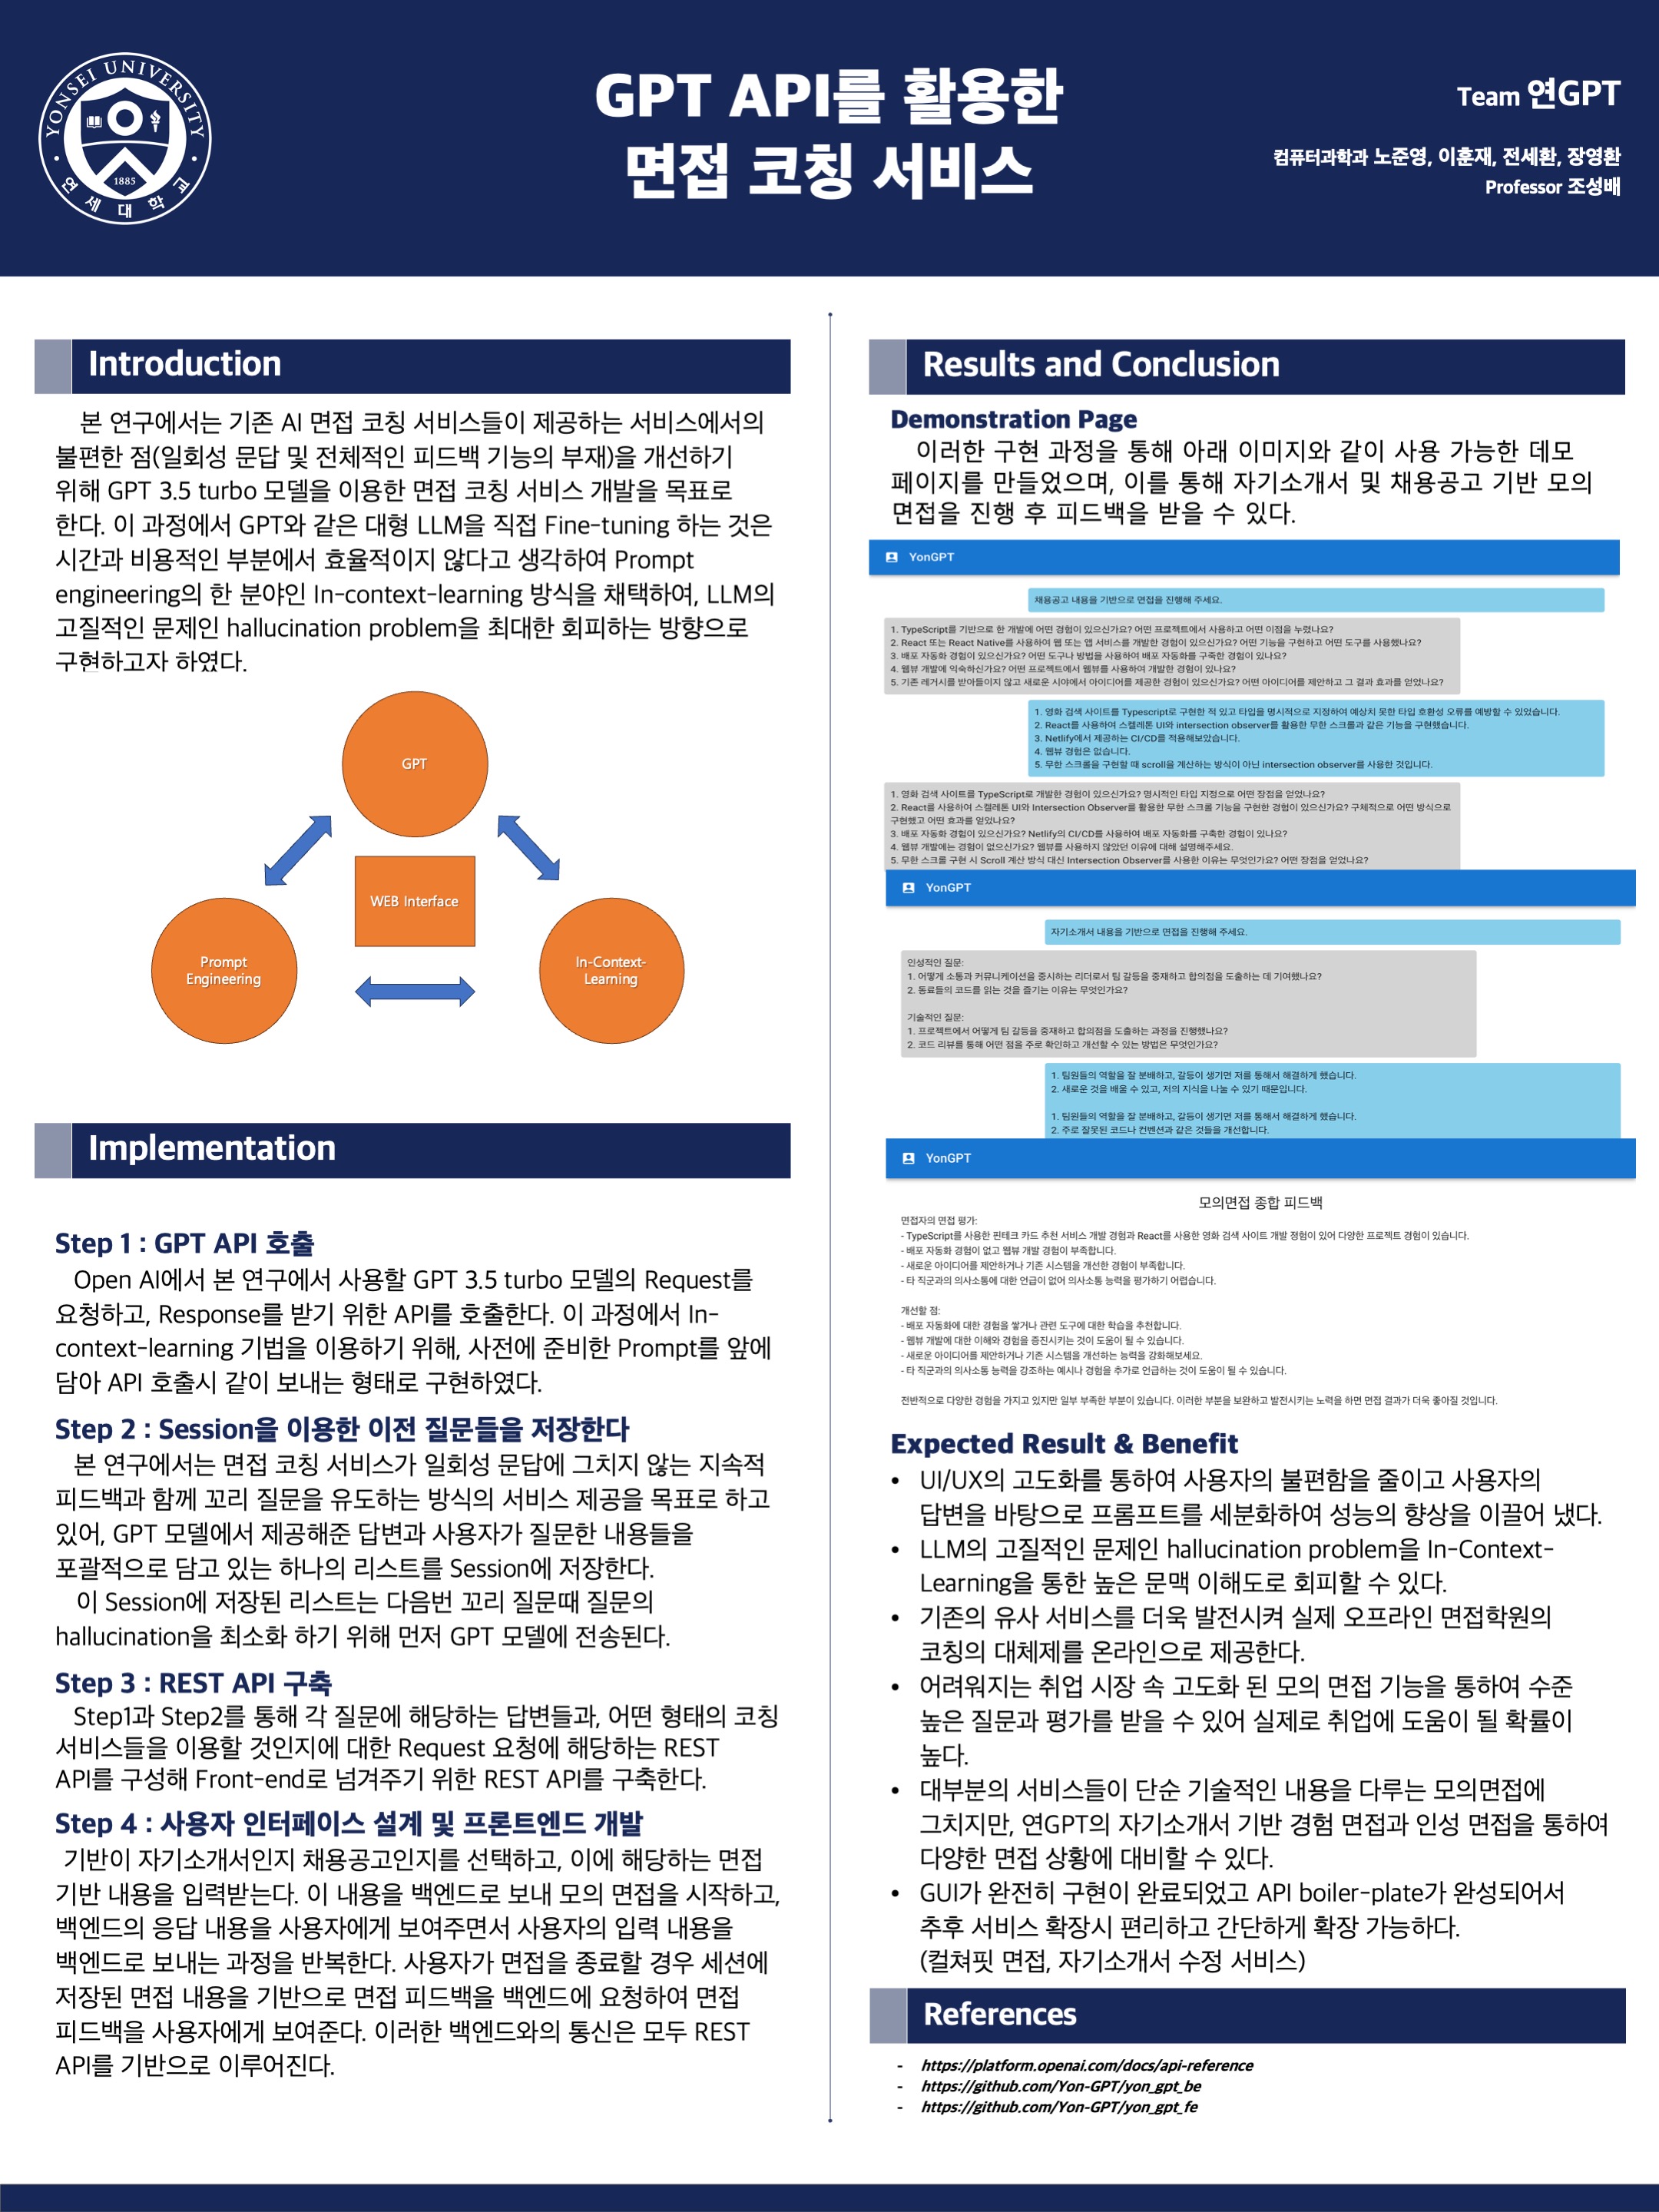 YONSEI UNIVERSITY
1885
연세대학교
GPT API를 활용한
면접 코칭 서비스
Team 연GPT
컴퓨터과학과 노준영, 이훈재, 전세환, 장영환
Professor 조성배
Introduction
본 연구에서는 기존 AI 면접 코칭 서비스들이 제공하는 서비스에서의
불편한 점(일회성 문답 및 전체적인 피드백 기능의 부재)을 개선하기
위해 GPT 3.5 turbo 모델을 이용한 면접 코칭 서비스 개발을 목표로
한다. 이 과정에서 GPT와 같은 대형 LLM을 직접 Fine-tuning 하는 것은
시간과 비용적인 부분에서 효율적이지 않다고 생각하여 Prompt
engineering의 한 분야인 In-context-learning 방식을 채택하여, LLM의
고질적인 문제인 hallucination problem을 최대한 회피하는 방향으로
구현하고자 하였다.
GPT
WEB Interface
Prompt
Engineering
In-Context-
Learning
Implementation
Step 1 : GPT API 호출
Open AI에서 본 연구에서 사용할 GPT 3.5 turbo 모델의 Request를
요청하고, Response를 받기 위한 API를 호출한다. 이 과정에서 In-
context-learning 기법을 이용하기 위해, 사전에 준비한 Prompt를 앞에
담아 API 호출시 같이 보내는 형태로 구현하였다.
Step 2 : Session을 이용한 이전 질문들을 저장한다
본 연구에서는 면접 코칭 서비스가 일회성 문답에 그치지 않는 지속적
피드백과 함께 꼬리 질문을 유도하는 방식의 서비스 제공을 목표로 하고
있어, GPT 모델에서 제공해준 답변과 사용자가 질문한 내용들을
포괄적으로 담고 있는 하나의 리스트를 Session에 저장한다.
이 Session에 저장된 리스트는 다음번 꼬리 질문때 질문의
hallucination을 최소화 하기 위해 먼저 GPT 모델에 전송된다.
Step 3 : REST API 구축
Step1과 Step2를 통해 각 질문에 해당하는 답변들과, 어떤 형태의 코칭
서비스들을 이용할 것인지에 대한 Request 요청에 해당하는 REST
API를 구성해 Front-end로 넘겨주기 위한 REST API를 구축한다.
Step 4 : 사용자 인터페이스 설계 및 프론트엔드 개발
기반이 자기소개서인지 채용공고인지를 선택하고, 이에 해당하는 면접
기반 내용을 입력받는다. 이 내용을 백엔드로 보내 모의 면접을 시작하고,
백엔드의 응답 내용을 사용자에게 보여주면서 사용자의 입력 내용을
백엔드로 보내는 과정을 반복한다. 사용자가 면접을 종료할 경우 세션에
저장된 면접 내용을 기반으로 면접 피드백을 백엔드에 요청하여 면접
피드백을 사용자에게 보여준다. 이러한 백엔드와의 통신은 모두 REST
API를 기반으로 이루어진다.
Results and Conclusion
Demonstration Page
이러한 구현 과정을 통해 아래 이미지와 같이 사용 가능한 데모
페이지를 만들었으며, 이를 통해 자기소개서 및 채용공고 기반 모의
면접을 진행 후 피드백을 받을 수 있다.
YonGPT
채용공고 내용을 기반으로 면접을 진행해 주세요.
1. TypeScript를 기반으로 한 개발에 어떤 경험이 있으신가요? 어떤 프로젝트에서 사용하고 어떤 이점을 누렸나요?
2. React 또는 React Native를 사용하여 웹 또는 앱 서비스를 개발한 경험이 있으신가요? 어떤 기능을 구현하고 어떤 도구를 사용했나요?
3. 배포 자동화 경험이 있으신가요? 어떤 도구나 방법을 사용하여 배포 자동화를 구축한 경험이 있나요?
4. 웹뷰 개발에 익숙하신가요? 어떤 프로젝트에서 웹뷰를 사용하여 개발한 경험이 있나요?
5. 기존 레거시를 받아들이지 않고 새로운 시야에서 아이디어를 제공한 경험이 있으신가요? 어떤 아이디어를 제안하고 그 결과 효과를 얻었나요?
1. 영화 검색 사이트를 Typescript로 구현한 적 있고 타입을 명시적으로 지정하여 예상치 못한 타입 호환성 오류를 예방할 수 있었습니다.
2. React를 사용하여 스켈레톤 UI와 intersection observer를 활용한 무한 스크롤과 같은 기능을 구현했습니다.
3. Netlify에서 제공하는 CI/CD를 적용해보았습니다.
4. 웹뷰 경험은 없습니다.
5. 무한 스크롤을 구현할 때 scroll을 계산하는 방식이 아닌 intersection observer를 사용한 것입니다.
1. 영화 검색 사이트를 TypeScript로 개발한 경험이 있으신가요? 명시적인 타입 지정으로 어떤 장점을 얻었나요?
2. React를 사용하여 스켈레톤 UI와 Intersection Observer를 활용한 무한 스크롤 기능을 구현한 경험이 있으신가요? 구체적으로 어떤 방식으로
구현했고 어떤 효과를 얻었나요?
3. 배포 자동화 경험이 있으신가요? Netlify의 CI/CD를 사용하여 배포 자동화를 구축한 경험이 있나요?
4. 웹뷰 개발에는 경험이 없으신가요? 웹뷰를 사용하지 않았던 이유에 대해 설명해주세요.
5. 무한 스크롤 구현 시 Scroll 계산 방식 대신 Intersection Observer를 사용한 이유는 무엇인가요? 어떤 장점을 얻었나요?
YonGPT
자기소개서 내용을 기반으로 면접을 진행해 주세요.
인성적인 질문:
1. 어떻게 소통과 커뮤니케이션을 중시하는 리더로서 팀 갈등을 중재하고 합의점을 도출하는 데 기여했나요?
2. 동료들의 코드를 읽는 것을 즐기는 이유는 무엇인가요?
기술적인 질문:
1. 프로젝트에서 어떻게 팀 갈등을 중재하고 합의점을 도출하는 과정을 진행했나요?
2. 코드 리뷰를 통해 어떤 점을 주로 확인하고 개선할 수 있는 방법은 무엇인가요?
1. 팀원들의 역할을 잘 분배하고, 갈등이 생기면 저를 통해서 해결하게 했습니다.
2. 새로운 것을 배울 수 있고, 저의 지식을 나눌 수 있기 때문입니다.
1. 팀원들의 역할을 잘 분배하고, 갈등이 생기면 저를 통해서 해결하게 했습니다.
2. 주로 잘못된 코드나 컨벤션과 같은 것들을 개선합니다.
YonGPT
모의면접 종합 피드백
면접자의 면접 평가:
- TypeScript를 사용한 핀테크 카드 추천 서비스 개발 경험과 React를 사용한 영화 검색 사이트 개발 경험이 있어 다양한 프로젝트 경험이 있습니다.
- 배포 자동화 경험이 없고 웹뷰 개발 경험이 부족합니다.
- 새로운 아이디어를 제안하거나 기존 시스템을 개선한 경험이 부족합니다.
- 타 직군과의 의사소통에 대한 언급이 없어 의사소통 능력을 평가하기 어렵습니다.
개선할 점:
- 배포 자동화에 대한 경험을 쌓거나 관련 도구에 대한 학습을 추천합니다.
- 웹뷰 개발에 대한 이해와 경험을 증진시키는 것이 도움이 될 수 있습니다.
- 새로운 아이디어를 제안하거나 기존 시스템을 개선하는 능력을 강화해보세요.
- 타 직군과의 의사소통 능력을 강조하는 예시나 경험을 추가로 언급하는 것이 도움이 될 수 있습니다.
전반적으로 다양한 경험을 가지고 있지만 일부 부족한 부분이 있습니다. 이러한 부분을 보완하고 발전시키는 노력을 하면 면접 결과가 더욱 좋아질 것입니다.
Expected Result & Benefit
• UI/UX의 고도화를 통하여 사용자의 불편함을 줄이고 사용자의
답변을 바탕으로 프롬프트를 세분화하여 성능의 향상을 이끌어 냈다.
• LLM의 고질적인 문제인 hallucination problem을 In-Context-
Learning을 통한 높은 문맥 이해도로 회피할 수 있다.
• 기존의 유사 서비스를 더욱 발전시켜 실제 오프라인 면접학원의
코칭의 대체제를 온라인으로 제공한다.
• 어려워지는 취업 시장 속 고도화 된 모의 면접 기능을 통하여 수준
높은 질문과 평가를 받을 수 있어 실제로 취업에 도움이 될 확률이
높다.
• 대부분의 서비스들이 단순 기술적인 내용을 다루는 모의면접에
그치지만, 연GPT의 자기소개서 기반 경험 면접과 인성 면접을 통하여
다양한 면접 상황에 대비할 수 있다.
• GUI가 완전히 구현이 완료되었고 API boiler-plate가 완성되어서
추후 서비스 확장시 편리하고 간단하게 확장 가능하다.
(컬쳐핏 면접, 자기소개서 수정 서비스)
References
- https://platform.openai.com/docs/api-reference
- https://github.com/Yon-GPT/yon_gpt_be
- https://github.com/Yon-GPT/yon_gpt_fe